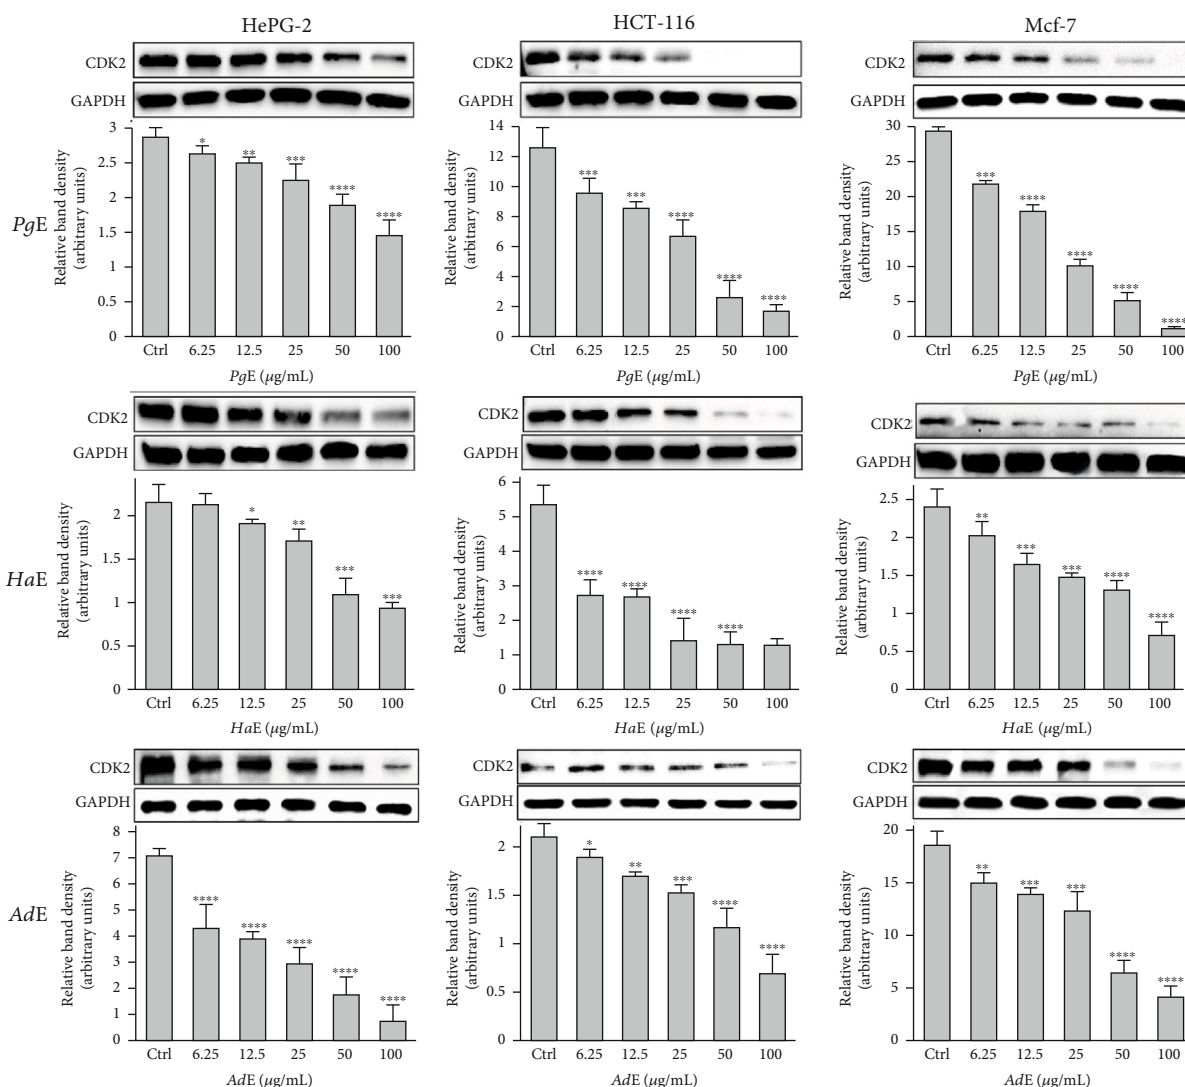 HePG-2 HCT-116 Mcf-7
CDK2 CDK2 CDK2
GAPDH GAPDH GAPDH
PgE
Relative band density
(arbitrary units)
3
2.5
2
1.5
1
0.5
0
* ** *** **** ****
Ctrl 6.25 12.5 25 50 100
PgE (μg/mL)
Relative band density
(arbitrary units)
14
12
10
8
6
4
2
0
*** *** **** **** ****
Ctrl 6.25 12.5 25 50 100
PgE (μg/mL)
Relative band density
(arbitrary units)
30
20
10
0
*** **** **** **** ****
Ctrl 6.25 12.5 25 50 100
PgE (μg/mL)
CDK2 CDK2 CDK2
GAPDH GAPDH GAPDH
HaE
Relative band density
(arbitrary units)
2
1.5
1
0.5
0
* ** *** ***
Ctrl 6.25 12.5 25 50 100
HaE (μg/mL)
Relative band density
(arbitrary units)
6
5
4
3
2
1
0
**** **** **** ****
Ctrl 6.25 12.5 25 50 100
HaE (μg/mL)
Relative band density
(arbitrary units)
2.5
2
1.5
1
0.5
0
** *** *** **** ****
Ctrl 6.25 12.5 25 50 100
HaE (μg/mL)
CDK2 CDK2 CDK2
GAPDH GAPDH GAPDH
AdE
Relative band density
(arbitrary units)
8
7
6
5
4
3
2
1
0
**** **** **** **** ****
Ctrl 6.25 12.5 25 50 100
AdE (μg/mL)
Relative band density
(arbitrary units)
2
1.5
1
0.5
0
* ** *** **** ****
Ctrl 6.25 12.5 25 50 100
AdE (μg/mL)
Relative band density
(arbitrary units)
20
15
10
5
0
** *** *** **** ****
Ctrl 6.25 12.5 25 50 100
AdE (μg/mL)